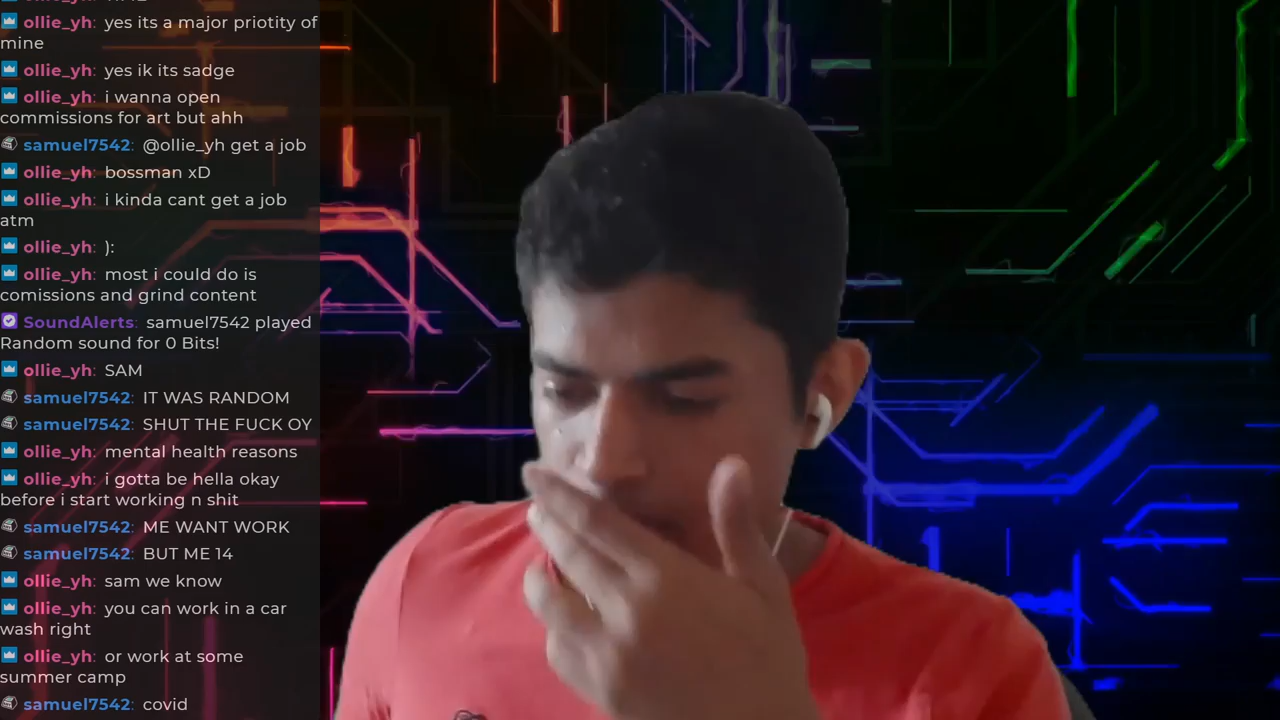 ollie_yh: yes its a major priotity of
mine
ollie_yh: yes ik its sadge
ollie_yh: i wanna open
commissions for art but ahh
samuel7542: @ollie_yh get a job
ollie_yh: bossman xD
ollie_yh: i kinda cant get a job
atm
ollie_yh: ):
ollie_yh: most i could do is
comissions and grind content
SoundAlerts: samuel7542 played
Random sound for 0 Bits!
ollie_yh: SAM
samuel7542: IT WAS RANDOM
samuel7542: SHUT THE FUCK OY
ollie_yh: mental health reasons
ollie_yh: i gotta be hella okay
before i start working n shit
samuel7542: ME WANT WORK
samuel7542: BUT ME 14
ollie_yh: sam we know
ollie_yh: you can work in a car
wash right
ollie_yh: or work at some
summer camp
samuel7542: covid